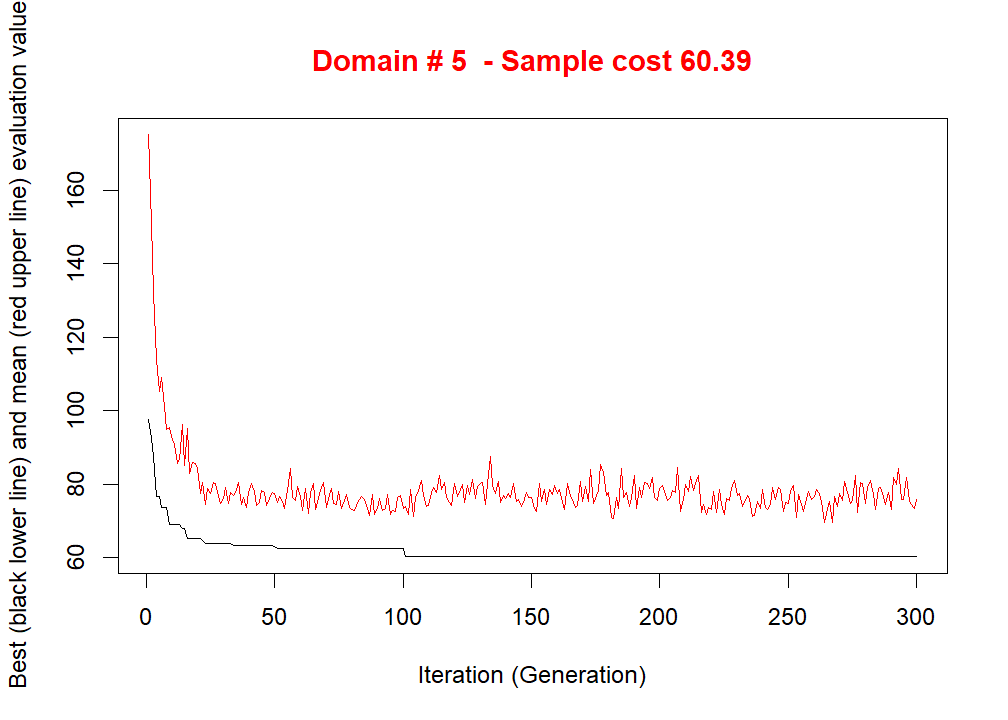 Domain # 5  - Sample cost 60.39
Best (black lower line) and mean (red upper line) evaluation value
160
140
120
100
80
60
0 50 100 150 200 250 300
Iteration (Generation)